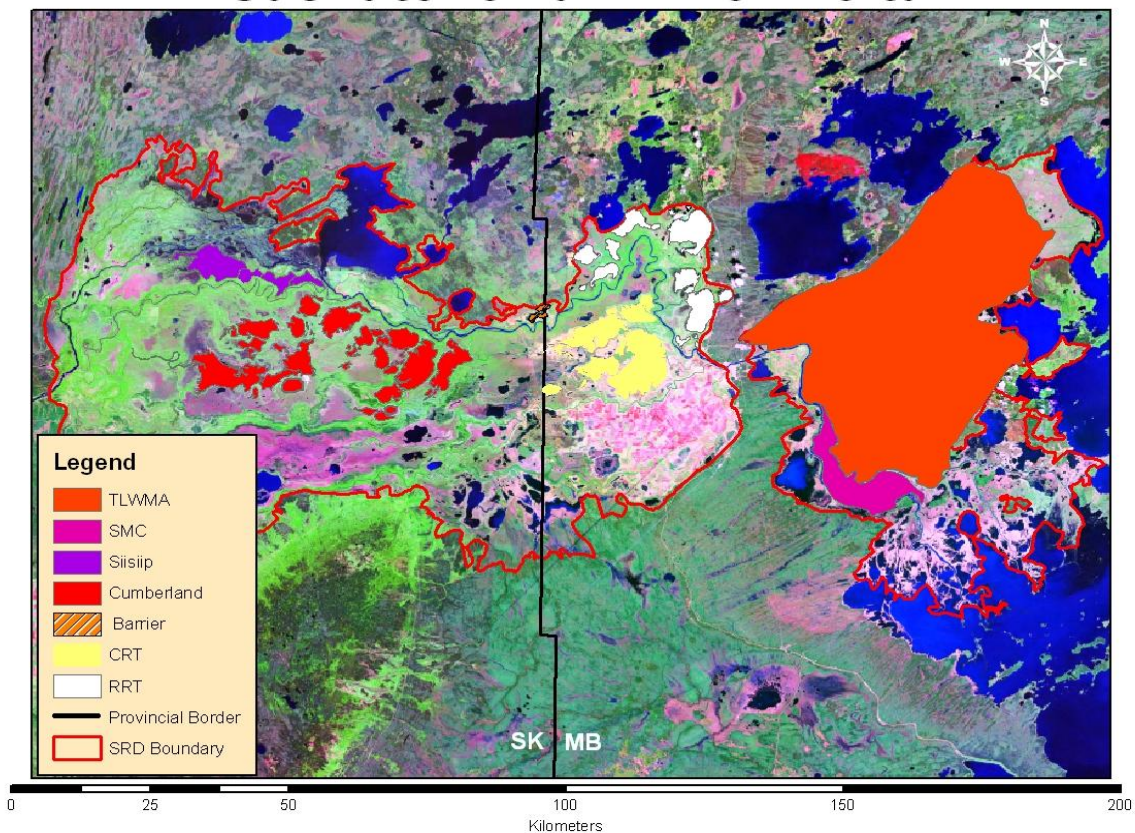 N
W E
S
Legend
TLWMA
SMC
Siisiip
Cumberland
Barrier
CRT
RRT
Provincial Border
SRD Boundary
SK MB
0 25 50 100 150 200
Kilometers